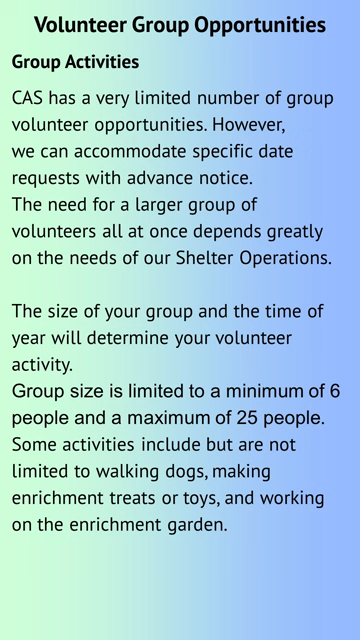 Volunteer Group Opportunities
Group Activities
CAS has a very limited number of group
volunteer opportunities. However,
we can accommodate specific date
requests with advance notice.
The need for a larger group of
volunteers all at once depends greatly
on the needs of our Shelter Operations.
The size of your group and the time of
year will determine your volunteer
activity.
Group size is limited to a minimum of 6
people and a maximum of 25 people.
Some activities include but are not
limited to walking dogs, making
enrichment treats or toys, and working
on the enrichment garden.